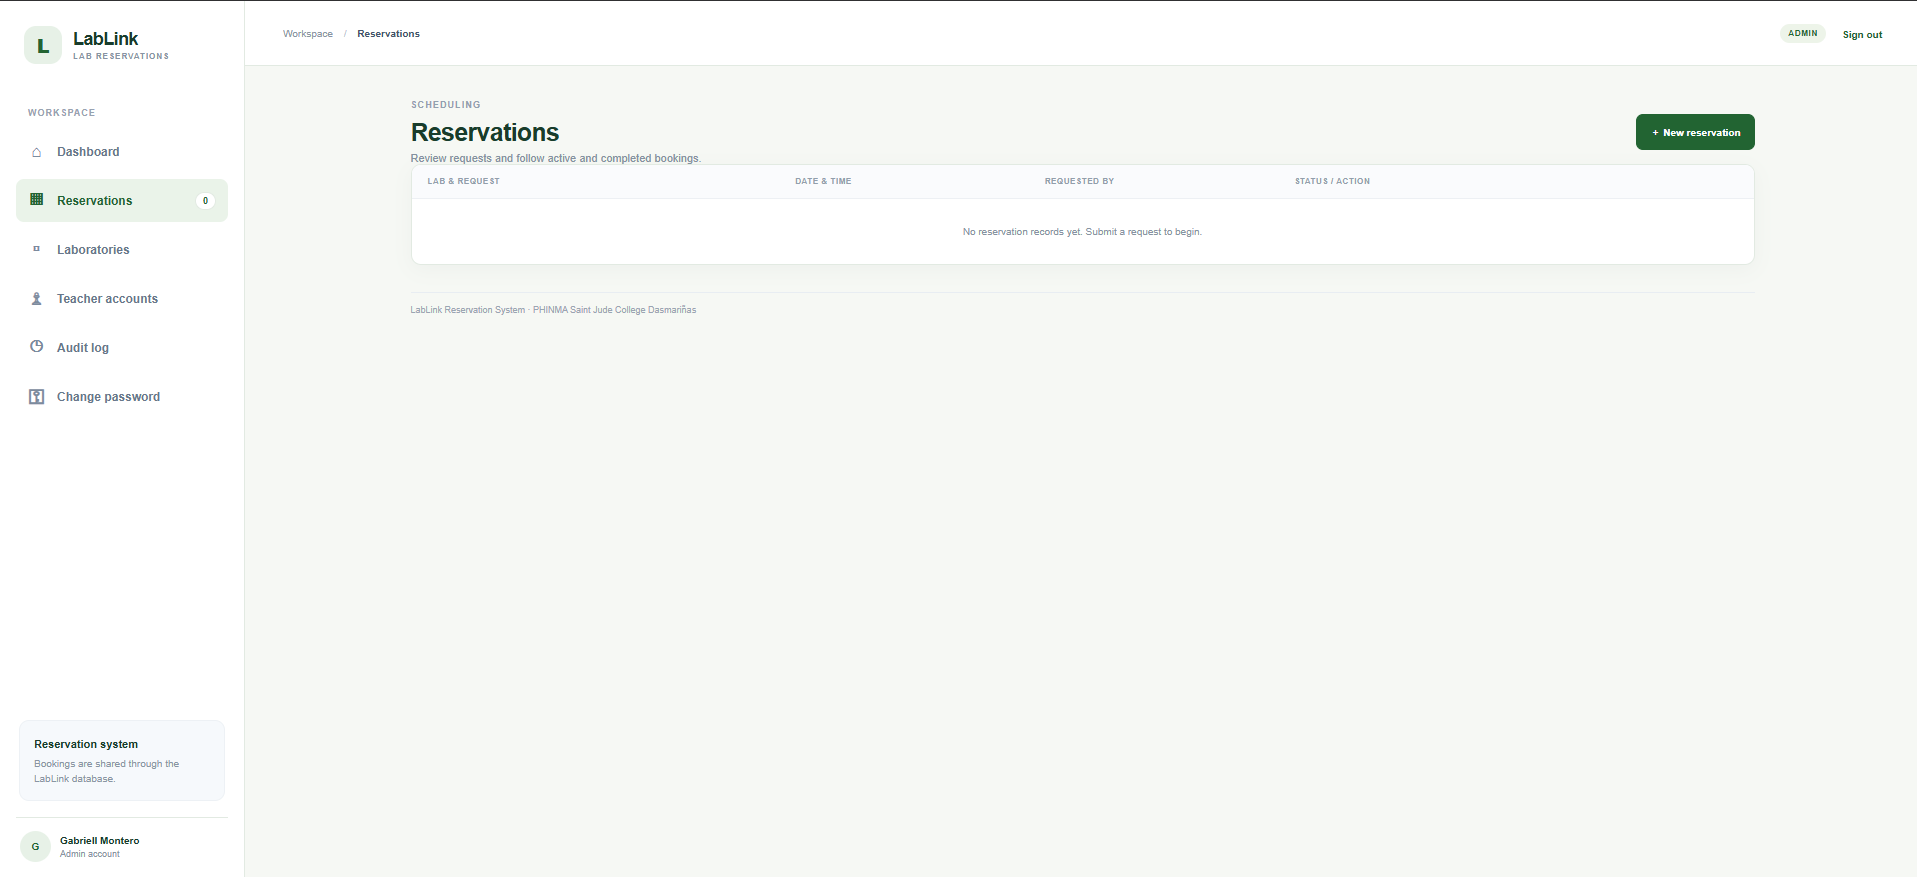 L
LabLink
LAB RESERVATIONS
WORKSPACE
Dashboard
Reservations 0
Laboratories
Teacher accounts
Audit log
Change password
Reservation system
Bookings are shared through the
LabLink database.
G
Gabriell Montero
Admin account
Workspace / Reservations
ADMIN
Sign out
SCHEDULING
Reservations
Review requests and follow active and completed bookings.
+ New reservation
LAB & REQUEST DATE & TIME REQUESTED BY STATUS / ACTION
No reservation records yet. Submit a request to begin.
LabLink Reservation System · PHINMA Saint Jude College Dasmariñas